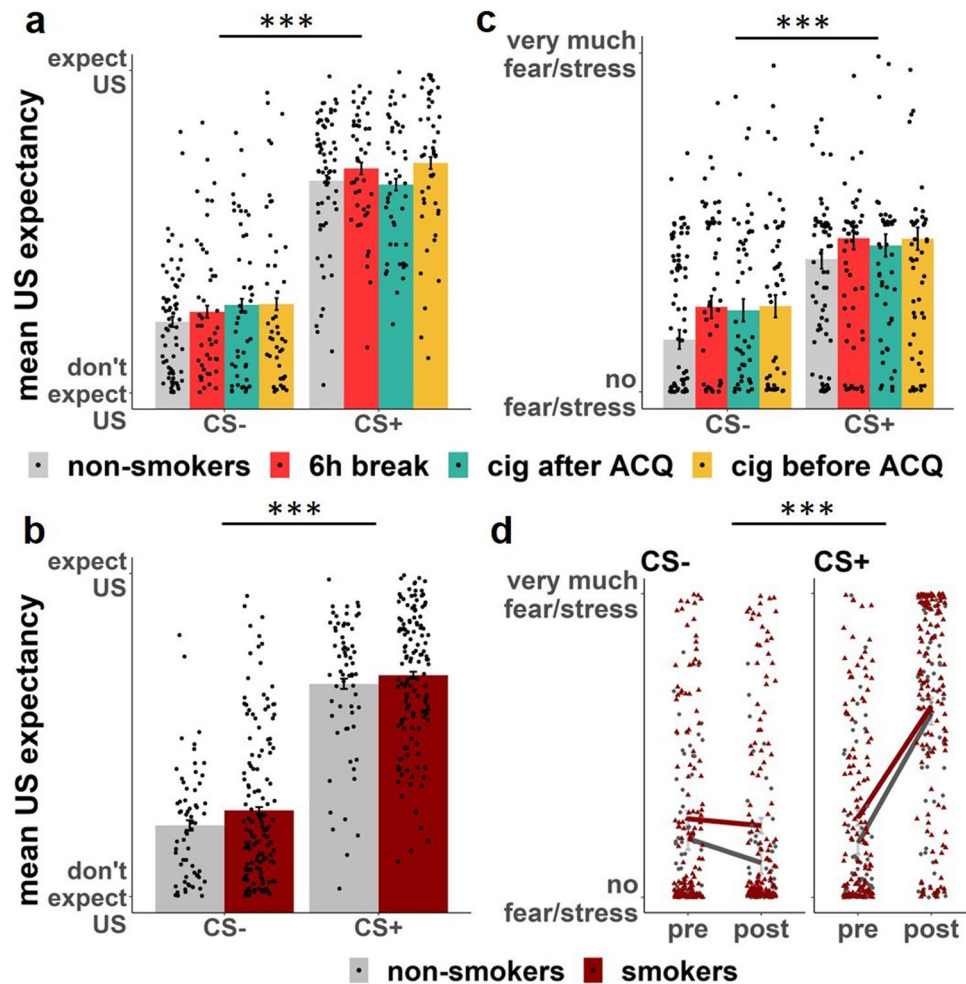 a
***
expect
US
mean US expectancy
don't
expect
US
CS-
CS+
c
***
very much
fear/stress
no
fear/stress
CS-
CS+
non-smokers
6h break
cig after ACQ
cig before ACQ
b
***
expect
US
mean US expectancy
don't
expect
US
CS-
CS+
d
***
CS-
CS+
very much
fear/stress
no
fear/stress
pre
post
pre
post
non-smokers
smokers